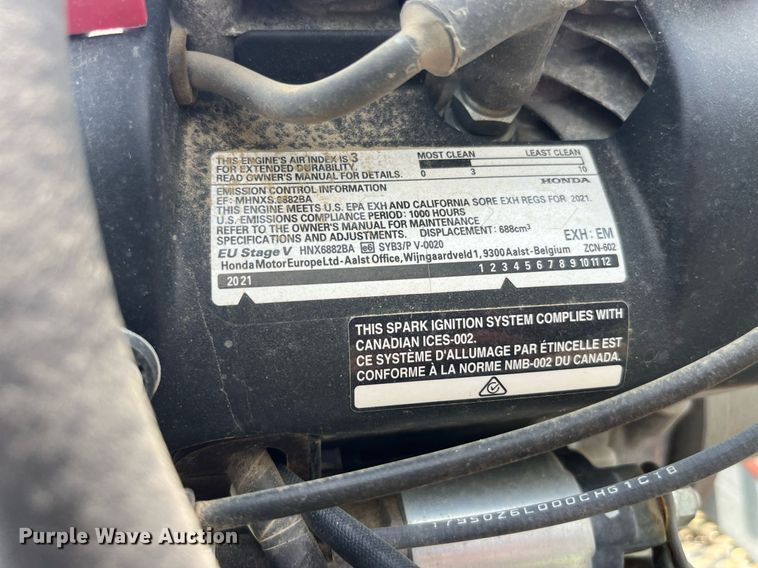 THIS ENGINE'S AIR INDEX IS 3
FOR EXTENDED DURABILITY.
READ OWNER'S MANUAL FOR DETAILS.
MOST CLEAN LEAST CLEAN
0 3 10
HONDA
EMISSION CONTROL INFORMATION
EF: MHNXS.6882BA
THIS ENGINE MEETS U.S. EPA EXH AND CALIFORNIA SORE EXH REGS FOR 2021.
U.S. EMISSIONS COMPLIANCE PERIOD: 1000 HOURS
REFER TO OWNER'S MANUAL FOR MAINTENANCE
SPECIFICATIONS AND ADJUSTMENTS. DISPLACEMENT: 688cm³
EXH: EM
EU Stage V HNX6882BA e6 SYB3/P V-0020 ZCN-602
Honda Motor Europe Ltd-Aalst Office, Wijngaardveld 1, 9300 Aalst-Belgium
2021 1 2 3 4 5 6 7 8 9 10 11 12
THIS SPARK IGNITION SYSTEM COMPLIES WITH
CANADIAN ICES-002.
CE SYSTÈME D'ALLUMAGE PAR ÉTINCELLE EST
CONFORME À LA NORME NMB-002 DU CANADA.
17950Z6L000CHG1CTB
Purple Wave Auction